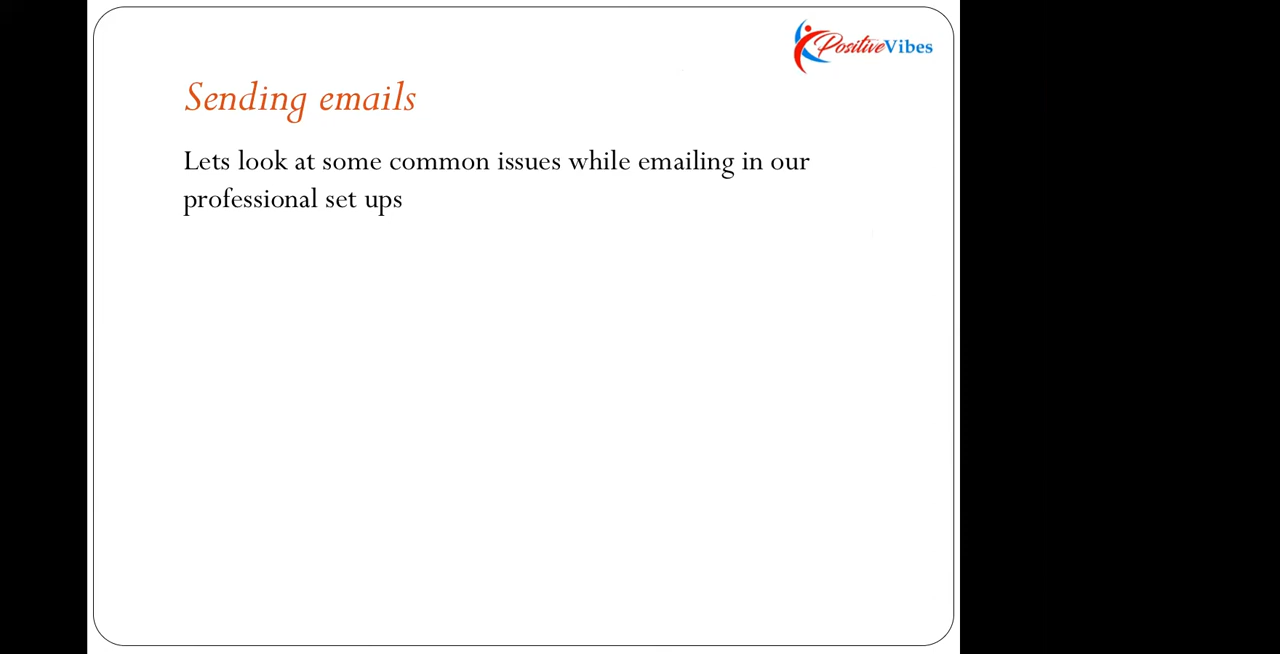 PositiveVibes
Sending emails
Lets look at some common issues while emailing in our
professional set ups